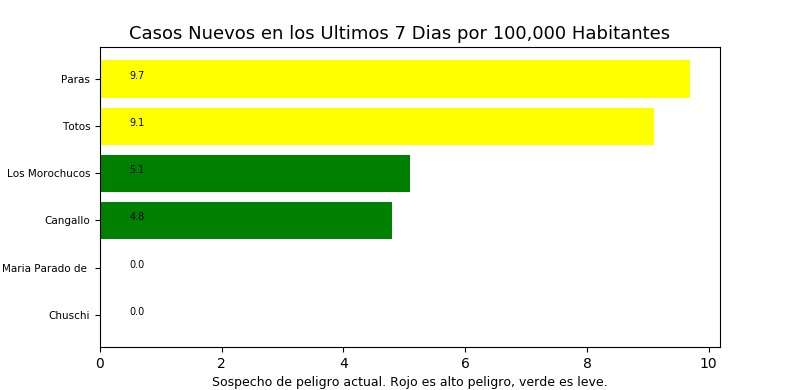 Casos Nuevos en los Ultimos 7 Dias por 100,000 Habitantes
Paras 9.7
Totos 9.1
Los Morochucos 5.1
Cangallo 4.8
Maria Parado de 0.0
Chuschi 0.0
0 2 4 6 8 10
Sospecho de peligro actual. Rojo es alto peligro, verde es leve.